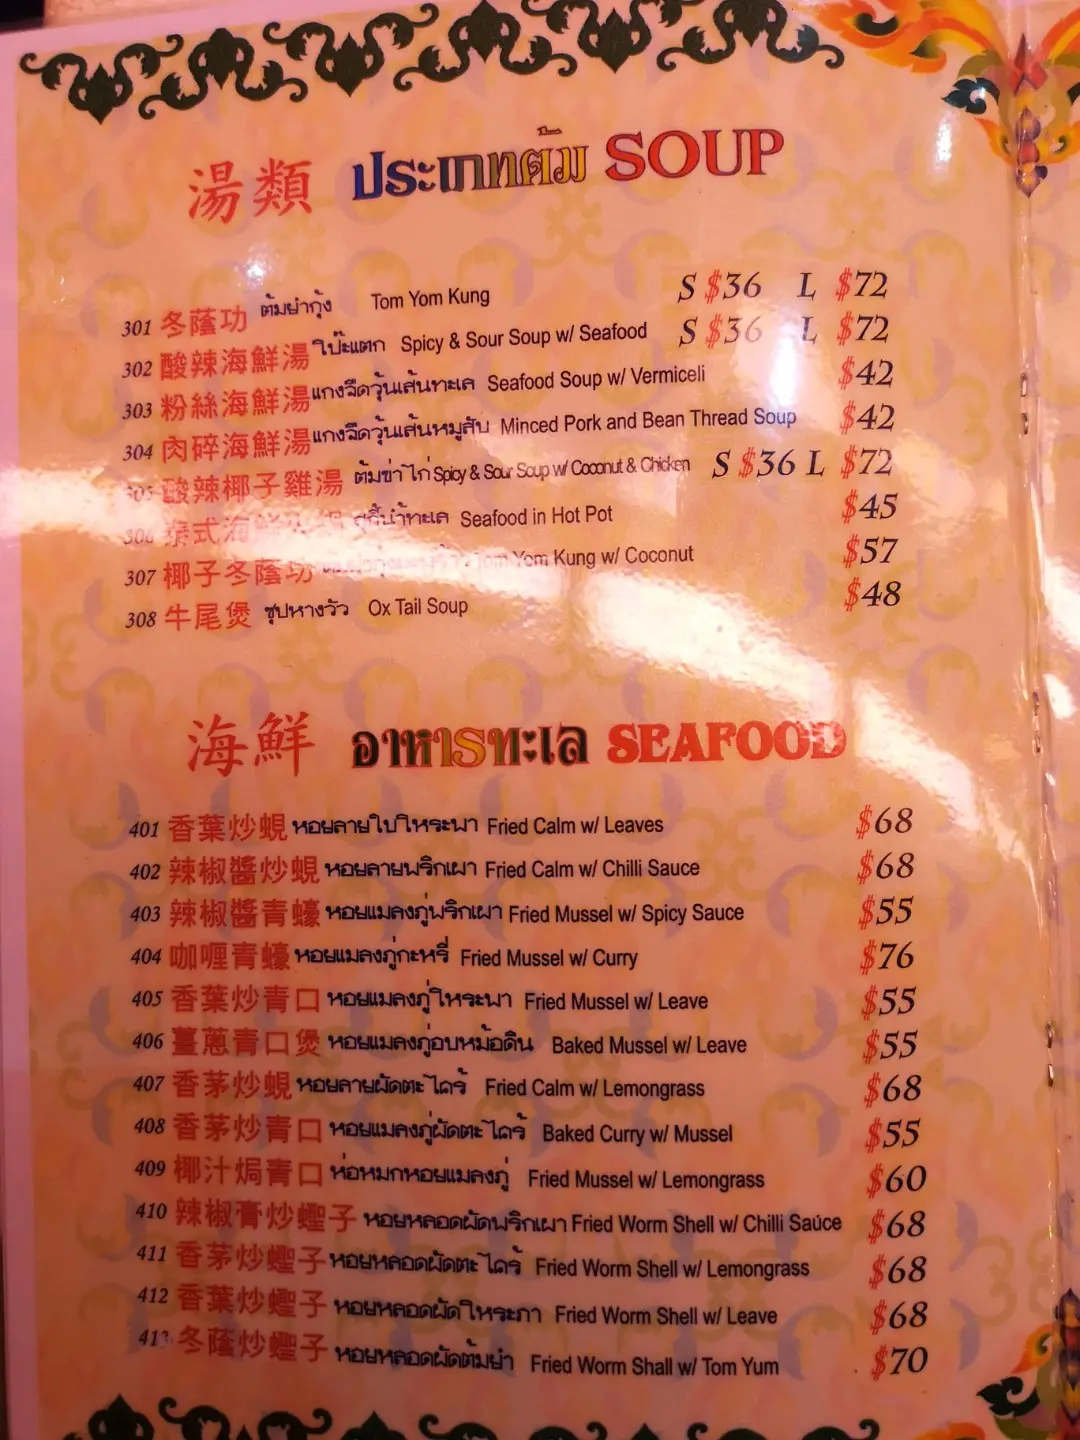 湯類 ประเภทต้ม SOUP
301 冬蔭功 ต้มยำกุ้ง Tom Yom Kung S $36 L $72
302 酸辣海鮮湯 โป๊ะแตก Spicy & Sour Soup w/ Seafood S $36 L $72
303 粉絲海鮮湯 แกงจืดวุ้นเส้นทะเล Seafood Soup w/ Vermiceli $42
304 肉碎海鮮湯 แกงจืดวุ้นเส้นหมูสับ Minced Pork and Bean Thread Soup $42
305 酸辣椰子雞湯 ต้มข่าไก่ Spicy & Sour Soup w/ Coconut & Chicken S $36 L $72
306 泰式海鮮 สุกี้น้ำทะเล Seafood in Hot Pot $45
307 椰子冬蔭功 Tom Yom Kung w/ Coconut $57
308 牛尾煲 ซุปหางวัว Ox Tail Soup $48
海鮮 อาหารทะเล SEAFOOD
401 香葉炒蜆 หอยลายใบโหระพา Fried Calm w/ Leaves $68
402 辣椒醬炒蜆 หอยลายพริกเผา Fried Calm w/ Chilli Sauce $68
403 辣椒醬青蠔 หอยแมลงภู่พริกเผา Fried Mussel w/ Spicy Sauce $55
404 咖喱青蠔 หอยแมลงภู่กะหรี่ Fried Mussel w/ Curry $76
405 香葉炒青口 หอยแมลงภู่โหระพา Fried Mussel w/ Leave $55
406 薑蔥青口煲 หอยแมลงภู่อบหม้อดิน Baked Mussel w/ Leave $55
407 香茅炒蜆 หอยลายผัดตะไคร้ Fried Calm w/ Lemongrass $68
408 香茅炒青口 หอยแมลงภู่ผัดตะไคร้ Baked Curry w/ Mussel $55
409 椰汁焗青口 ห่อหมกหอยแมลงภู่ Fried Mussel w/ Lemongrass $60
410 辣椒膏炒蟶子 หอยหลอดผัดพริกเผา Fried Worm Shell w/ Chilli Sauce $68
411 香茅炒蟶子 หอยหลอดผัดตะไคร้ Fried Worm Shell w/ Lemongrass $68
412 香葉炒蟶子 หอยหลอดผัดโหระภา Fried Worm Shell w/ Leave $68
413 冬蔭炒蟶子 หอยหลอดผัดต้มยำ Fried Worm Shall w/ Tom Yum $70